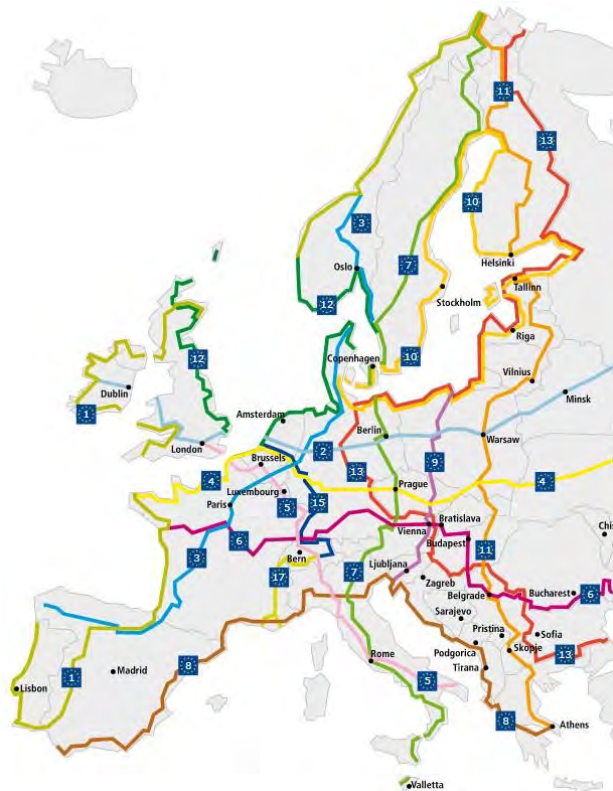 11
13
3
10
7
Oslo
Helsinki
Tallinn
12
Stockholm
Riga
10
12
Copenhagen
Vilnius
Dublin
1
Minsk
Amsterdam
Berlin
London
2
Warsaw
Brussels
9
13
4
Prague
4
Luxembourg
5
15
Paris
Vienna
Bratislava
6
Budapest
11
Chi
Bern
3
17
7
Ljubljana
Zagreb
Belgrade
Bucharest
6
Sarajevo
Pristina
Sofia
Rome
Podgorica
Skopje
13
8
Madrid
Tirana
1
5
Lisbon
8
Athens
Valletta